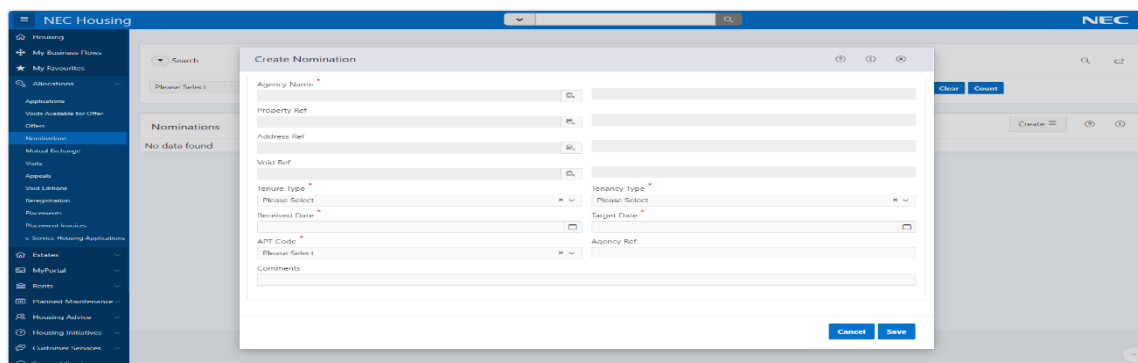 NEC Housing
NEC
Housing
My Business Flows
My Favourites
Allocations
Applications
Voids Available for Offer
Offers
Nominations
Mutual Exchange
Visits
Appeals
Void Editions
Reregistration
Placements
Placement Invoices
e-Service Housing Applications
Estates
MyPortal
Rents
Planned Maintenance
Housing Advice
Housing Initiatives
Customer Services
Search
Please Select
Clear Count
Nominations
Create
No data found
Create Nomination
Agency Name *
Property Ref
Address Ref
Void Ref
Tenure Type * Tenancy Type *
Please Select Please Select
Received Date * Target Date *
APT Code * Agency Ref
Please Select
Comments
Cancel Save